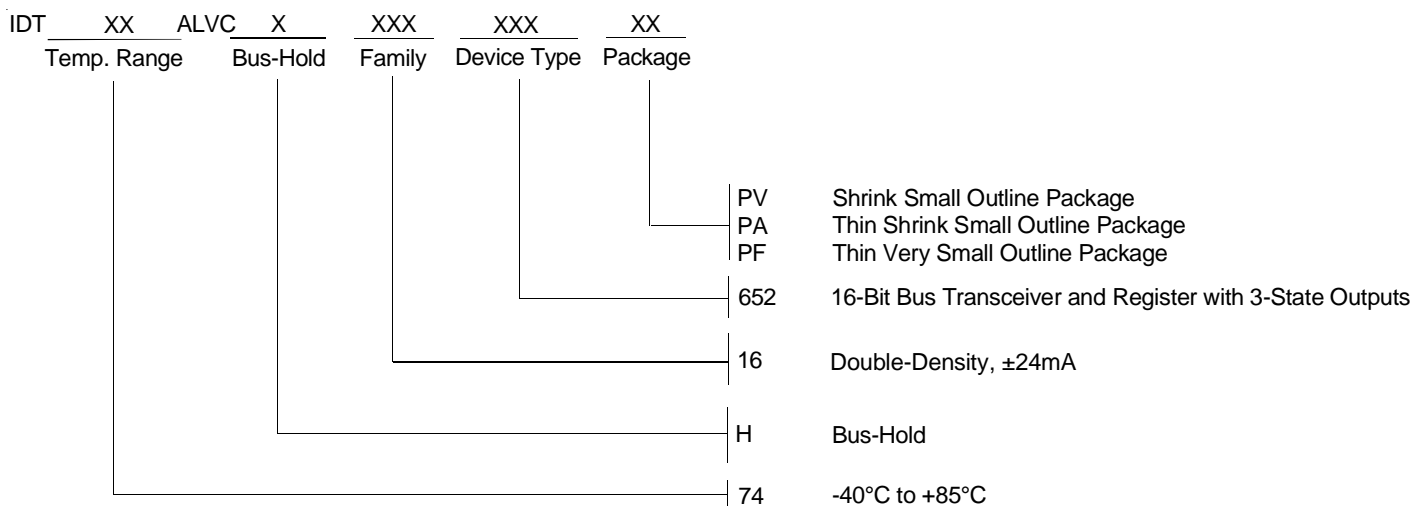 IDT XX ALVC X XXX XXX XX
Temp. Range Bus-Hold Family Device Type Package
PV Shrink Small Outline Package
PA Thin Shrink Small Outline Package
PF Thin Very Small Outline Package
652 16-Bit Bus Transceiver and Register with 3-State Outputs
16 Double-Density, ±24mA
H Bus-Hold
74 -40°C to +85°C